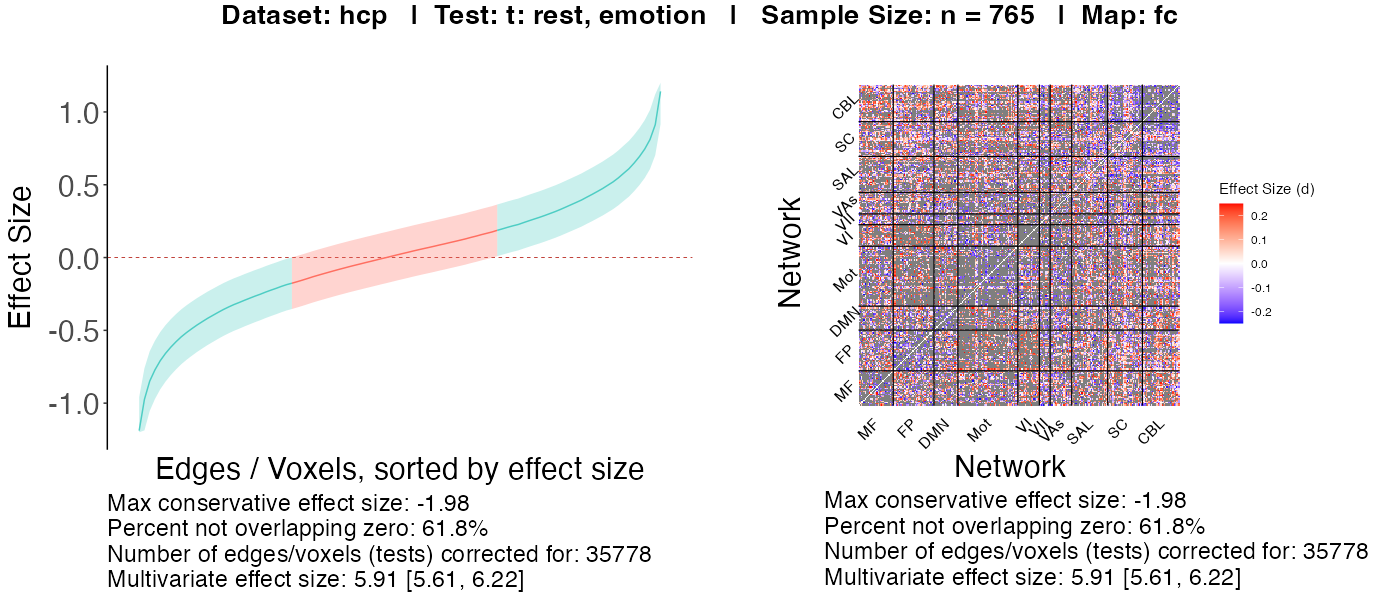 Dataset: hcp | Test: t: rest, emotion | Sample Size: n = 765 | Map: fc
Effect Size
1.0
0.5
0.0
-0.5
-1.0
Edges / Voxels, sorted by effect size
Max conservative effect size: -1.98
Percent not overlapping zero: 61.8%
Number of edges/voxels (tests) corrected for: 35778
Multivariate effect size: 5.91 [5.61, 6.22]
Network
CBL
SC
SAL
VAs
VII
VI
Mot
DMN
FP
MF
MF
FP
DMN
Mot
VI
VII
VAs
SAL
SC
CBL
Network
Effect Size (d)
0.2
0.1
0.0
-0.1
-0.2
Max conservative effect size: -1.98
Percent not overlapping zero: 61.8%
Number of edges/voxels (tests) corrected for: 35778
Multivariate effect size: 5.91 [5.61, 6.22]